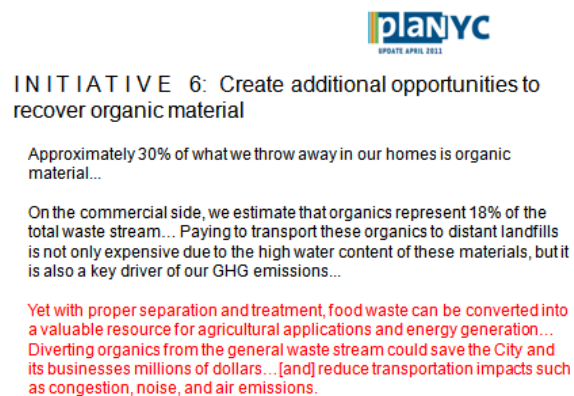 plaNYC
UPDATE APRIL 2011
INITIATIVE 6: Create additional opportunities to
recover organic material
Approximately 30% of what we throw away in our homes is organic
material...
On the commercial side, we estimate that organics represent 18% of the
total waste stream… Paying to transport these organics to distant landfills
is not only expensive due to the high water content of these materials, but it
is also a key driver of our GHG emissions...
Yet with proper separation and treatment, food waste can be converted into
a valuable resource for agricultural applications and energy generation…
Diverting organics from the general waste stream could save the City and
its businesses millions of dollars…[and] reduce transportation impacts such
as congestion, noise, and air emissions.